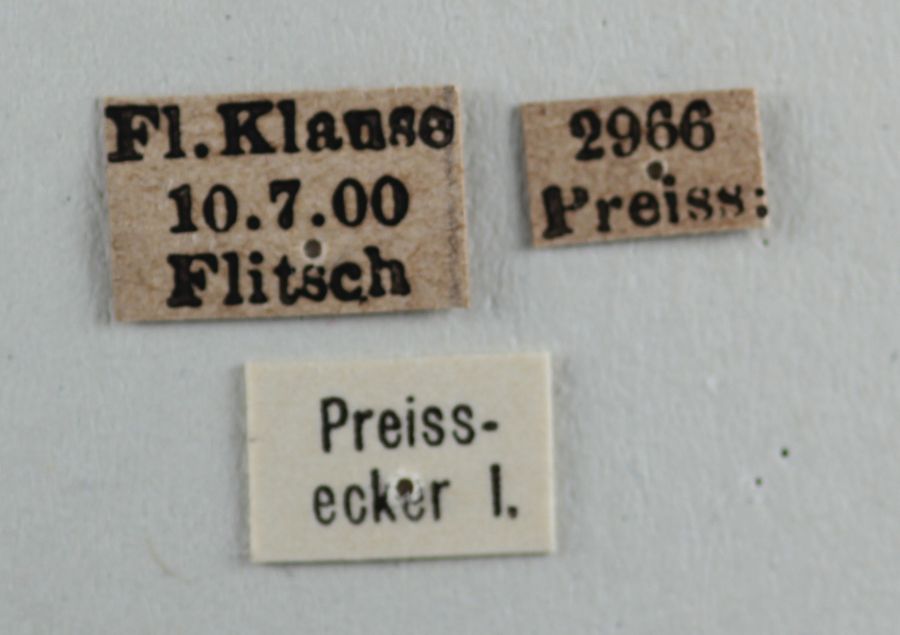 Fl. Klause
10.7.00
Flitsch
2966
Preiss:
Preiss-
ecker l.